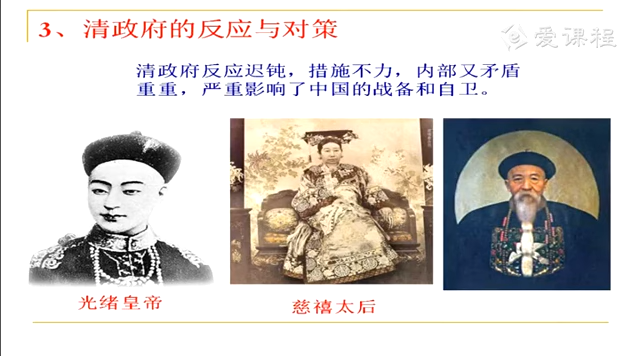 3、清政府的反应与对策
爱课程
清政府反应迟钝，措施不力，内部又矛盾
重重，严重影响了中国的战备和自卫。
光绪皇帝
慈禧太后